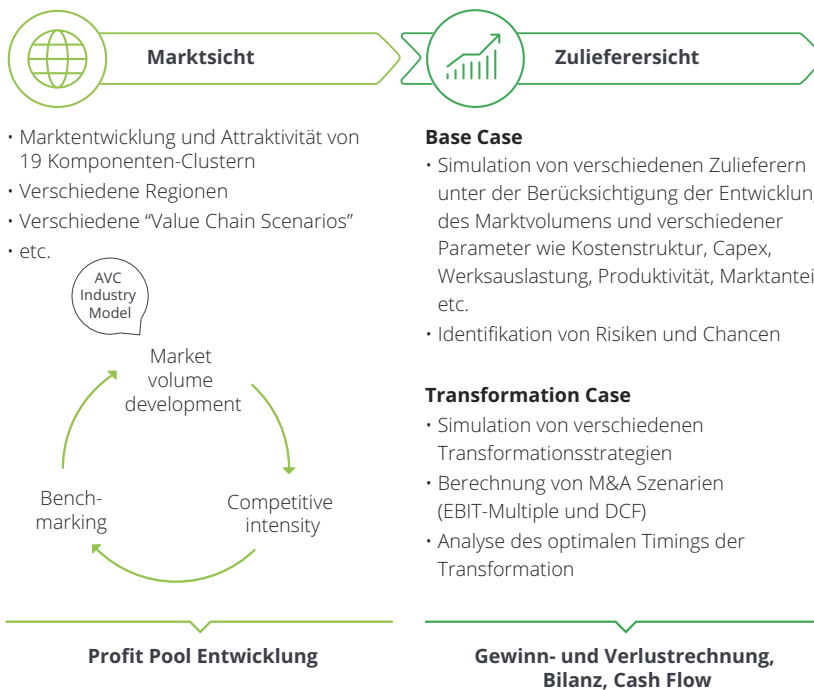 Marktsicht
• Marktentwicklung und Attraktivität von
19 Komponenten-Clustern
• Verschiedene Regionen
• Verschiedene “Value Chain Scenarios”
• etc.
AVC
Industry
Model
Market
volume
development
Competitive
intensity
Bench-
marking
Profit Pool Entwicklung
Zuliefe­rersicht
Base Case
• Simulation von verschiedenen Zulieferern
unter der Berücksichtigung der Entwicklun
des Marktvolumens und verschiedener
Parameter wie Kostenstruktur, Capex,
Werksauslastung, Produktivität, Marktantei
etc.
• Identifikation von Risiken und Chancen
Transformation Case
• Simulation von verschiedenen
Transformationsstrategien
• Berechnung von M&A Szenarien
(EBIT-Multiple und DCF)
• Analyse des optimalen Timings der
Transformation
Gewinn- und Verlustrechnung,
Bilanz, Cash Flow